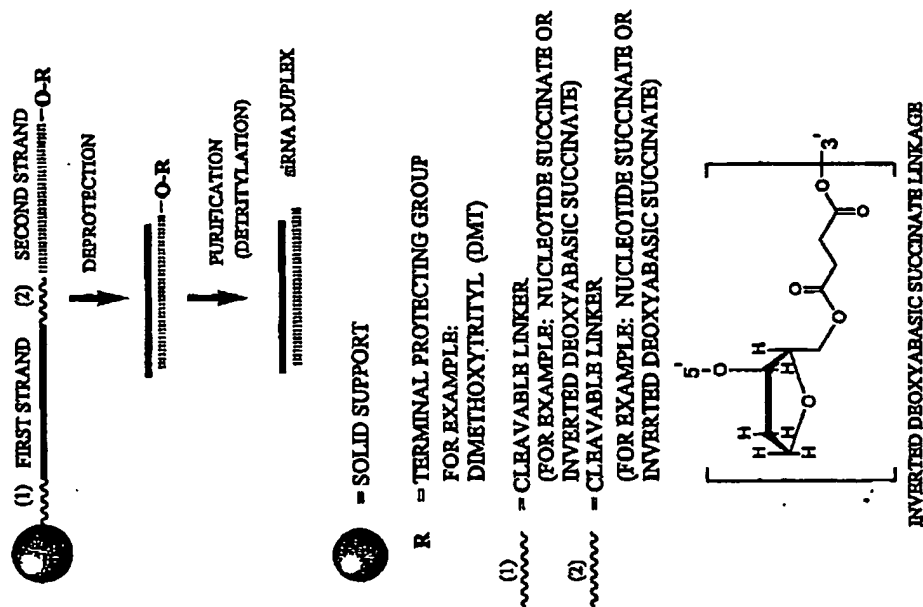 (1) FIRST STRAND (2) SECOND STRAND
O-R
DEPROTECTION
O-R
PURIFICATION
(DETRITYLATION)
siRNA DUPLEX
= SOLID SUPPORT
R = TERMINAL PROTECTING GROUP
FOR EXAMPLE:
DIMETHOXYTRITYL (DMT)
(1)
= CLEAVABLE LINKER
(FOR EXAMPLE: NUCLEOTIDE SUCCINATE OR
INVERTED DEOXYABASIC SUCCINATE)
(2)
= CLEAVABLE LINKER
(FOR EXAMPLE: NUCLEOTIDE SUCCINATE OR
INVERTED DEOXYABASIC SUCCINATE)
5'
O
H
H
H
H
H
H
O
O
O
O
O
3'
INVERTED DEOXYABASIC SUCCINATE LINKAGE